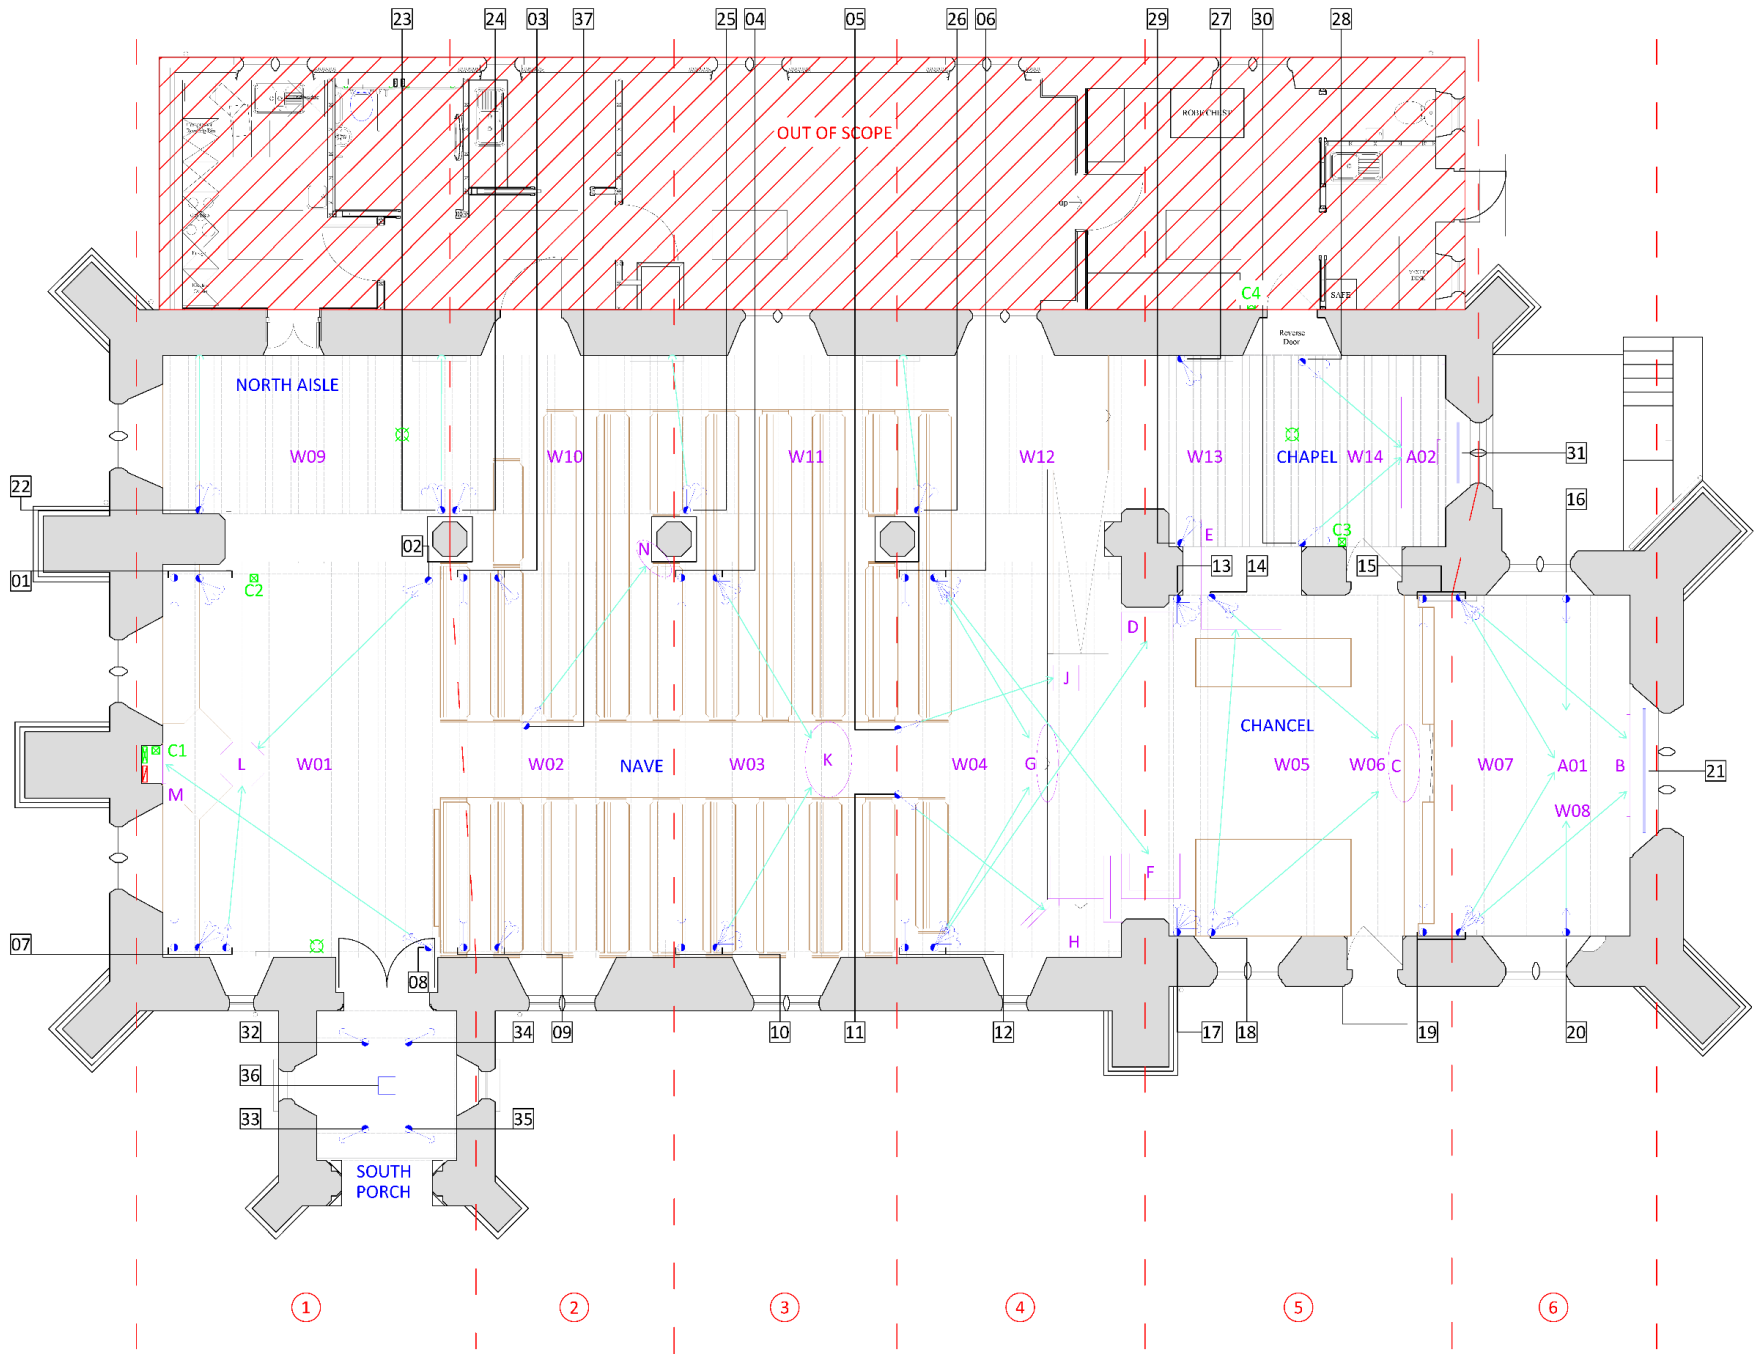 23 24 03 37 25 04 05 26 06 29 27 30 28
ROBE CHEST
OUT OF SCOPE
up
C4
SAFE
Reverse
Door
NORTH AISLE
W09 W10 W11 W12 W13 CHAPEL W14 A02 31
22 16
C3
E
02 N
01 13 14 15
C2
D
J
CHANCEL
C1 L W01 W02 NAVE W03 K W04 G W05 W06 C W07 A01 B 21
M
W08
F
H
07
08
32 34 09 10 11 12 17 18 19 20
36
33 35
SOUTH
PORCH
1 2 3 4 5 6